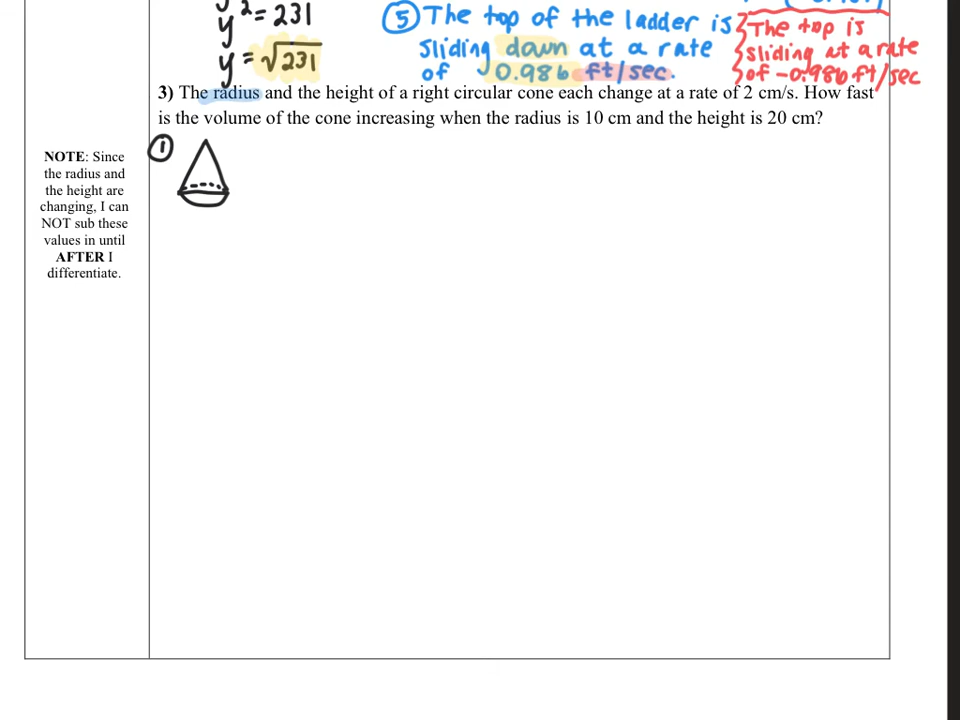 y²=231
y=√231
⑤ The top of the ladder is
sliding down at a rate
of 0.986 ft/sec.
The top is
sliding at a rate
of -0.986 ft/sec
3) The radius and the height of a right circular cone each change at a rate of 2 cm/s. How fast
is the volume of the cone increasing when the radius is 10 cm and the height is 20 cm?
①
NOTE: Since
the radius and
the height are
changing, I can
NOT sub these
values in until
AFTER I
differentiate.